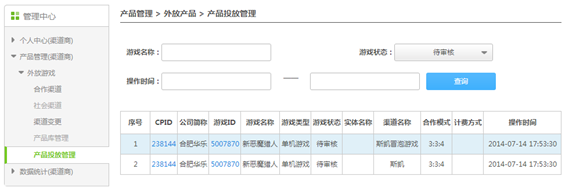 管理中心
个人中心(渠道商)
产品管理(渠道商)
外放游戏
合作渠道
社会渠道
渠道变更
产品库管理
产品投放管理
数据统计(渠道商)
产品管理 > 外放产品 > 产品投放管理
游戏名称: 游戏状态: 待审核
操作时间: — 查询
序号 CPID 公司简称 游戏ID 游戏名称 游戏类型 游戏状态 实体名称 渠道名称 合作模式 计费方式 操作时间
1 238144 合肥华乐 5007870 新恶魔道人 单机游戏 待审核 斯凱冒泡游戏 3:3:4 2014-07-14 17:53:30
2 238144 合肥华乐 5007870 新恶魔道人 单机游戏 待审核 斯凱 3:3:4 2014-07-14 17:53:30